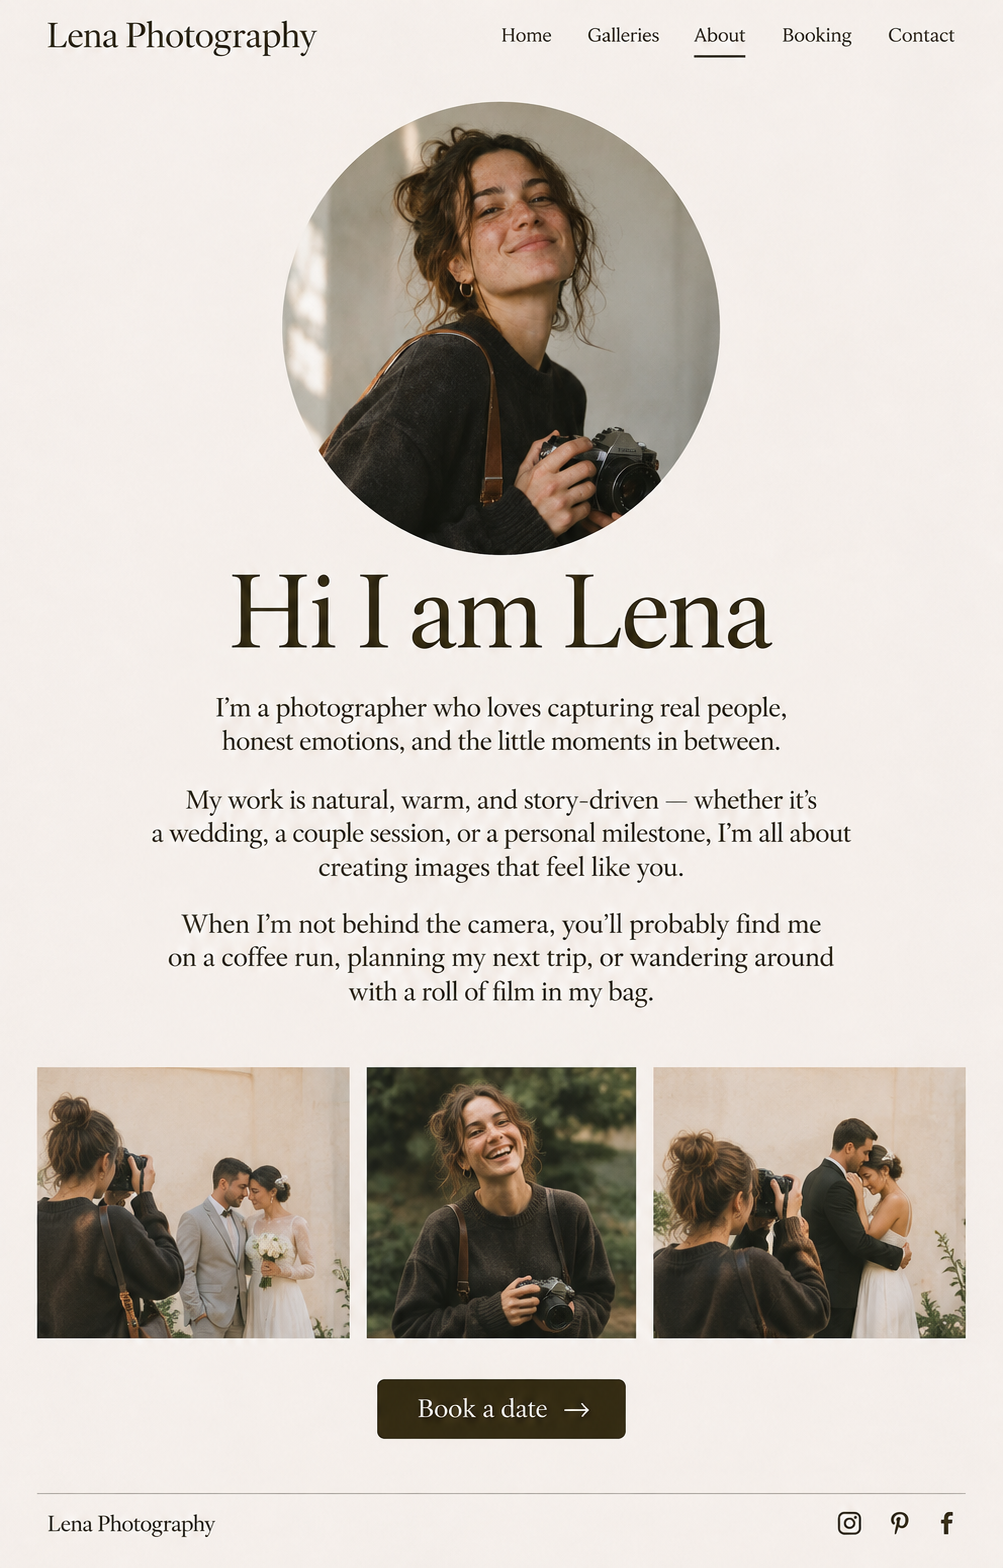 Lena Photography
Home Galleries About Booking Contact
Hi I am Lena
I’m a photographer who loves capturing real people,
honest emotions, and the little moments in between.
My work is natural, warm, and story-driven — whether it’s
a wedding, a couple session, or a personal milestone, I’m all about
creating images that feel like you.
When I’m not behind the camera, you’ll probably find me
on a coffee run, planning my next trip, or wandering around
with a roll of film in my bag.
Book a date →
Lena Photography